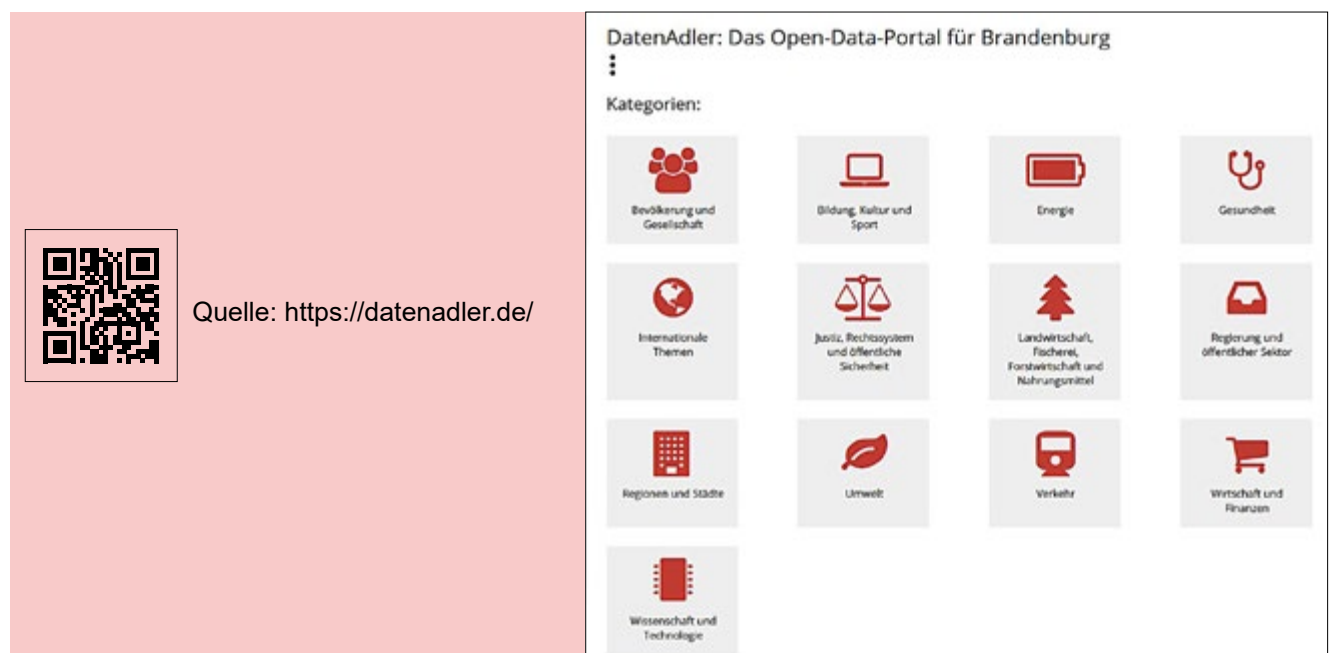 Quelle: https://datenadler.de/
DatenAdler: Das Open-Data-Portal für Brandenburg
Kategorien:
Bevölkerung und
Gesellschaft
Bildung, Kultur und
Sport
Energie
Gesundheit
Internationale
Themen
Justiz, Rechtssystem
und öffentliche
Sicherheit
Landwirtschaft,
Fischerei,
Forstwirtschaft und
Nahrungsmittel
Regierung und
öffentlicher Sektor
Regionen und Städte
Umwelt
Verkehr
Wirtschaft und
Finanzen
Wissenschaft und
Technologie